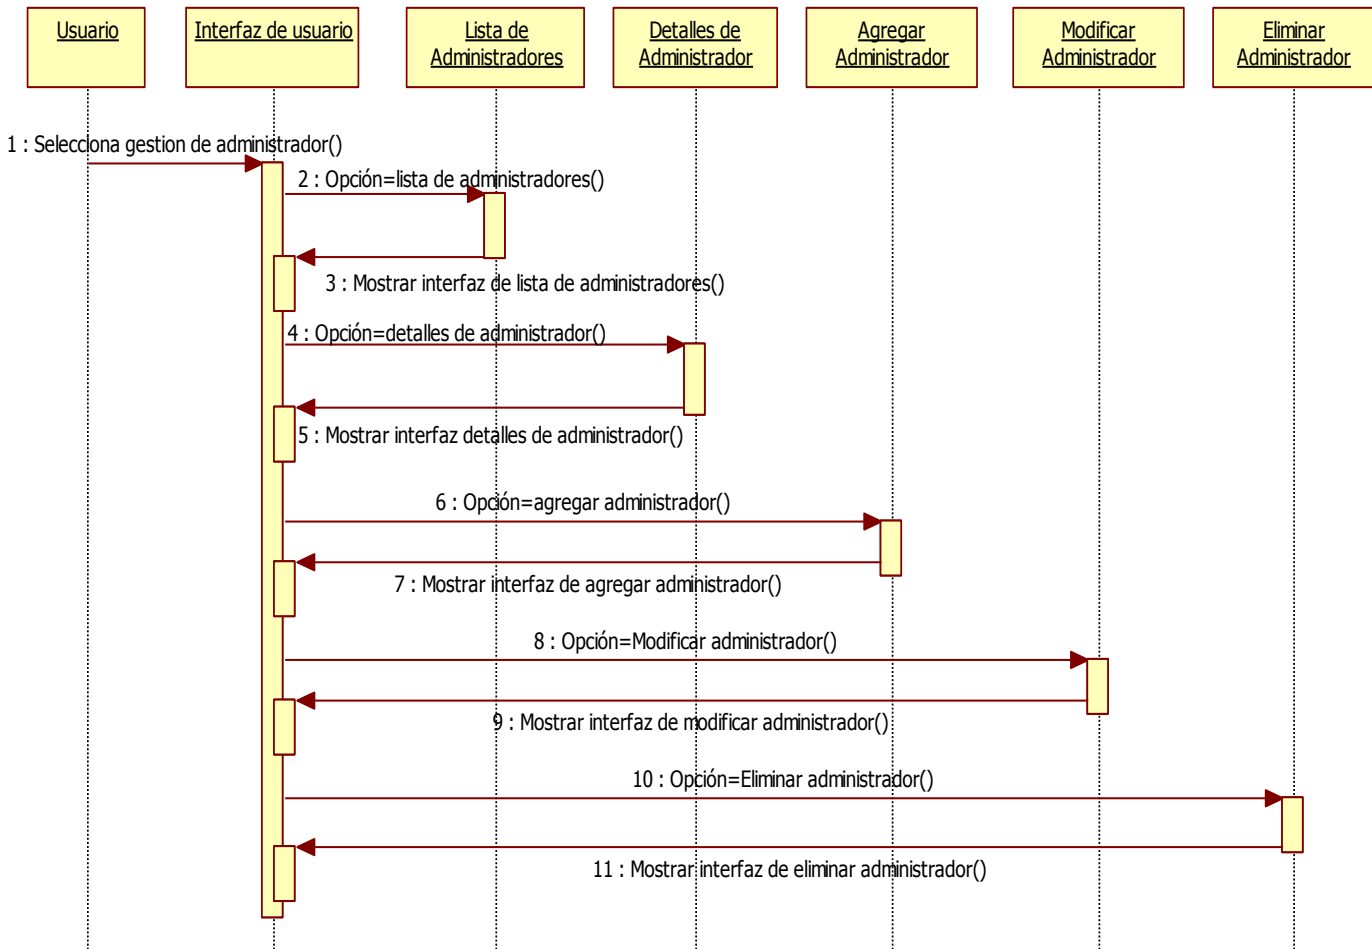 Usuario
Interfaz de usuario
Lista de
Administradores
Detalles de
Administrador
Agregar
Administrador
Modificar
Administrador
Eliminar
Administrador
1 : Selecciona gestion de administrador()
2 : Opción=lista de admnistradores()
3 : Mostrar interfaz de lista de administradores()
4 : Opción=detalles de administrador()
5 : Mostrar interfaz detalles de administrador()
6 : Opción=agregar administrador()
7 : Mostrar interfaz de agregar administrador()
8 : Opción=Modificar administrador()
9 : Mostrar interfaz de modificar administrador()
10 : Opción=Eliminar administrador()
11 : Mostrar interfaz de eliminar administrador()